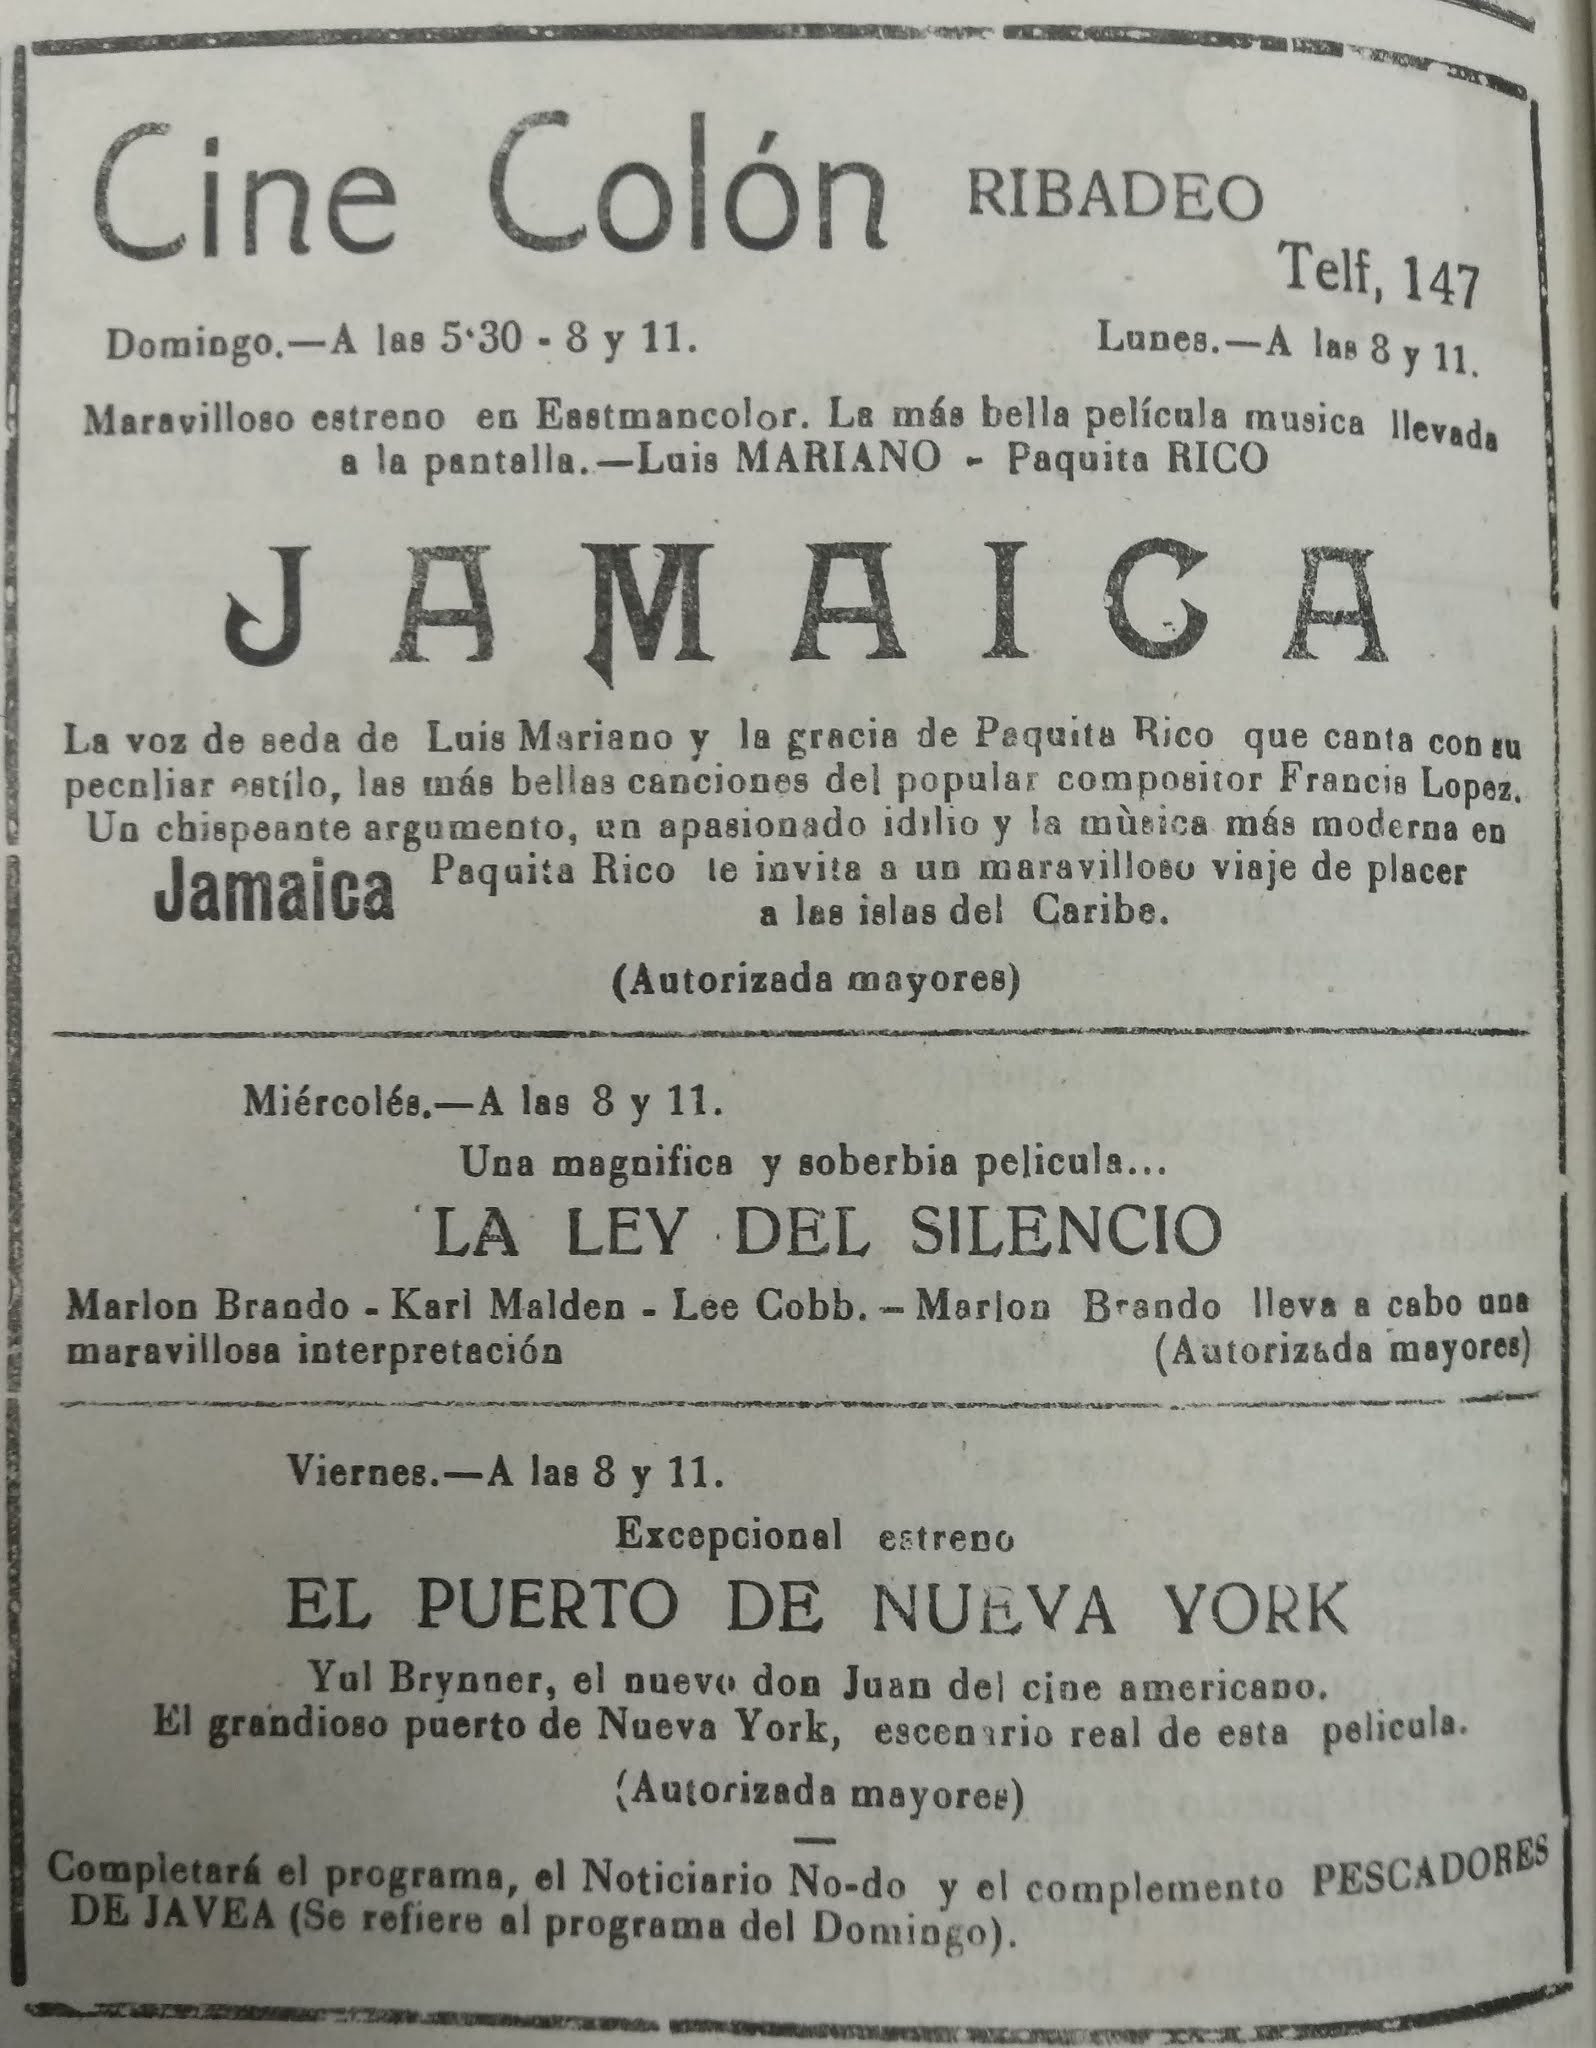 Cine Colón RIBADEO
Telf, 147
Domingo.—A las 5'30 - 8 y 11. Lunes.—A las 8 y 11.
Maravilloso estreno en Eastmancolor. La más bella película musica llevada
a la pantalla.—Luis MARIANO - Paquita RICO
JAMAICA
La voz de seda de Luis Mariano y la gracia de Paquita Rico que canta con su
pecnliar estílo, las más bellas canciones del popular compositor Francis Lopez.
Un chispeante argumento, un apasionado idilio y la mùsica más moderna en
Jamaica Paquita Rico te invita a un maravilloso viaje de placer
a las islas del Caribe.
(Autorizada mayores)
Miércolés.—A las 8 y 11.
Una magnifica y soberbia pelicula...
LA LEY DEL SILENCIO
Marlon Brando - Karl Malden - Lee Cobb. — Marlon Brando lleva a cabo una
maravillosa interpretación (Autorizada mayores)
Viernes.—A las 8 y 11.
Excepcional estreno
EL PUERTO DE NUEVA YORK
Yul Brynner, el nuevo don Juan del cine americano.
El grandioso puerto de Nueva York, escenario real de esta pelicula.
(Autorizada mayores)
Completará el programa, el Noticiario No-do y el complemento PESCADORES
DE JAVEA (Se refiere al programa del Domingo).